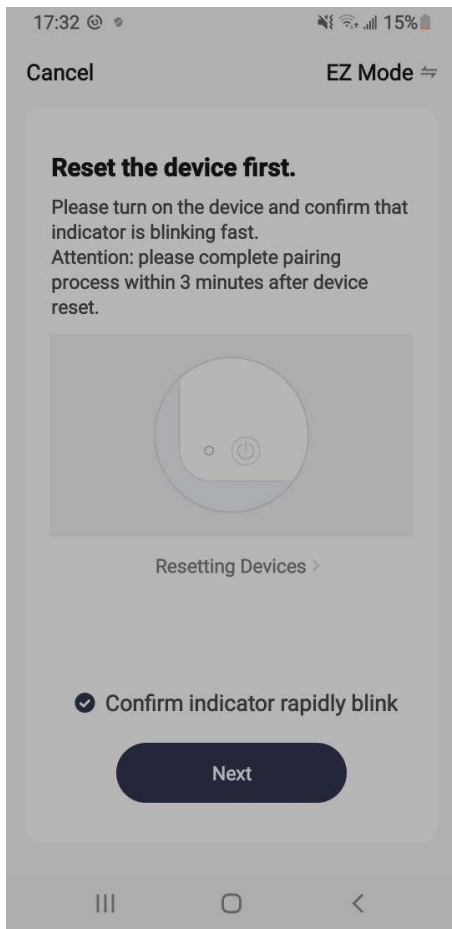 17:32 15%
Cancel EZ Mode
Reset the device first.
Please turn on the device and confirm that
indicator is blinking fast.
Attention: please complete pairing
process within 3 minutes after device
reset.
Resetting Devices
Confirm indicator rapidly blink
Next